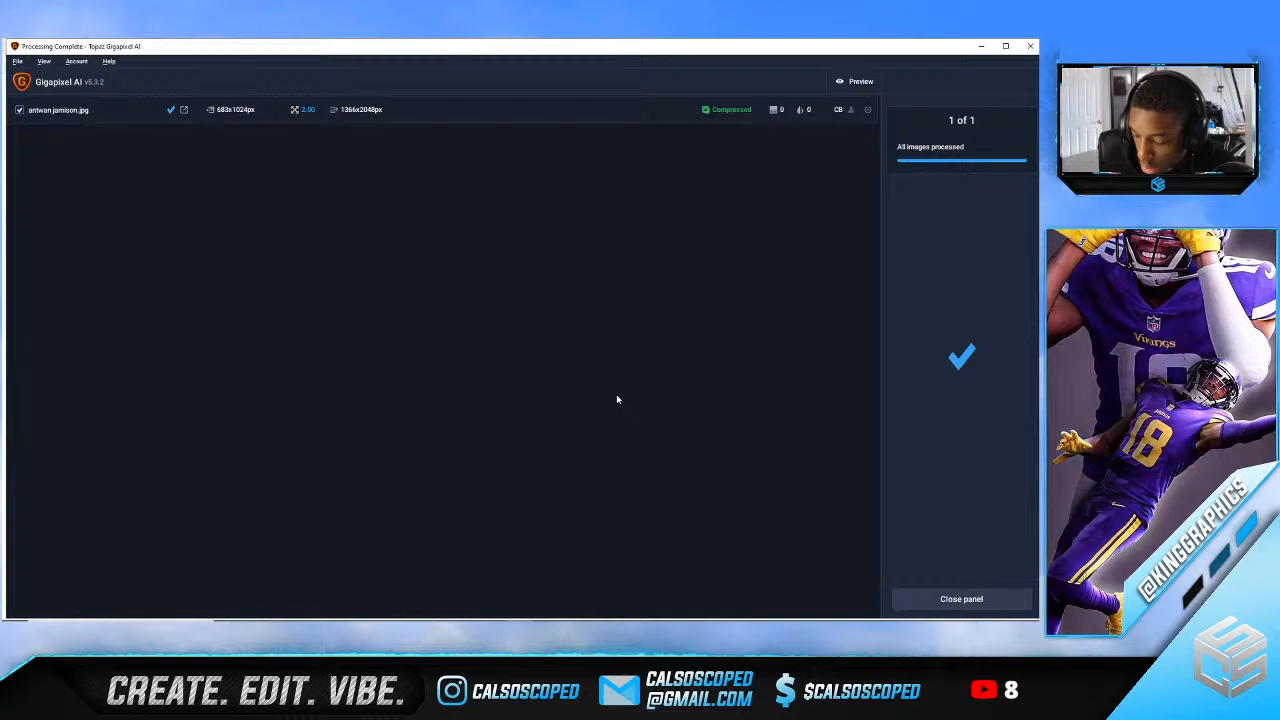 Processing Complete - Topaz Gigapixel AI
File View Account Help
Gigapixel AI v5.3.2
Preview
antwan jamison.jpg 683x1024px 2.00 1366x2048px Compressed 0 0 CB
1 of 1
All images processed
Close panel
18
VIKINGS
18
@KINGGRAPHICS
CREATE. EDIT. VIBE.
CALSOSCOPED
CALSOSCOPED
@GMAIL.COM
$CALSOSCOPED
8